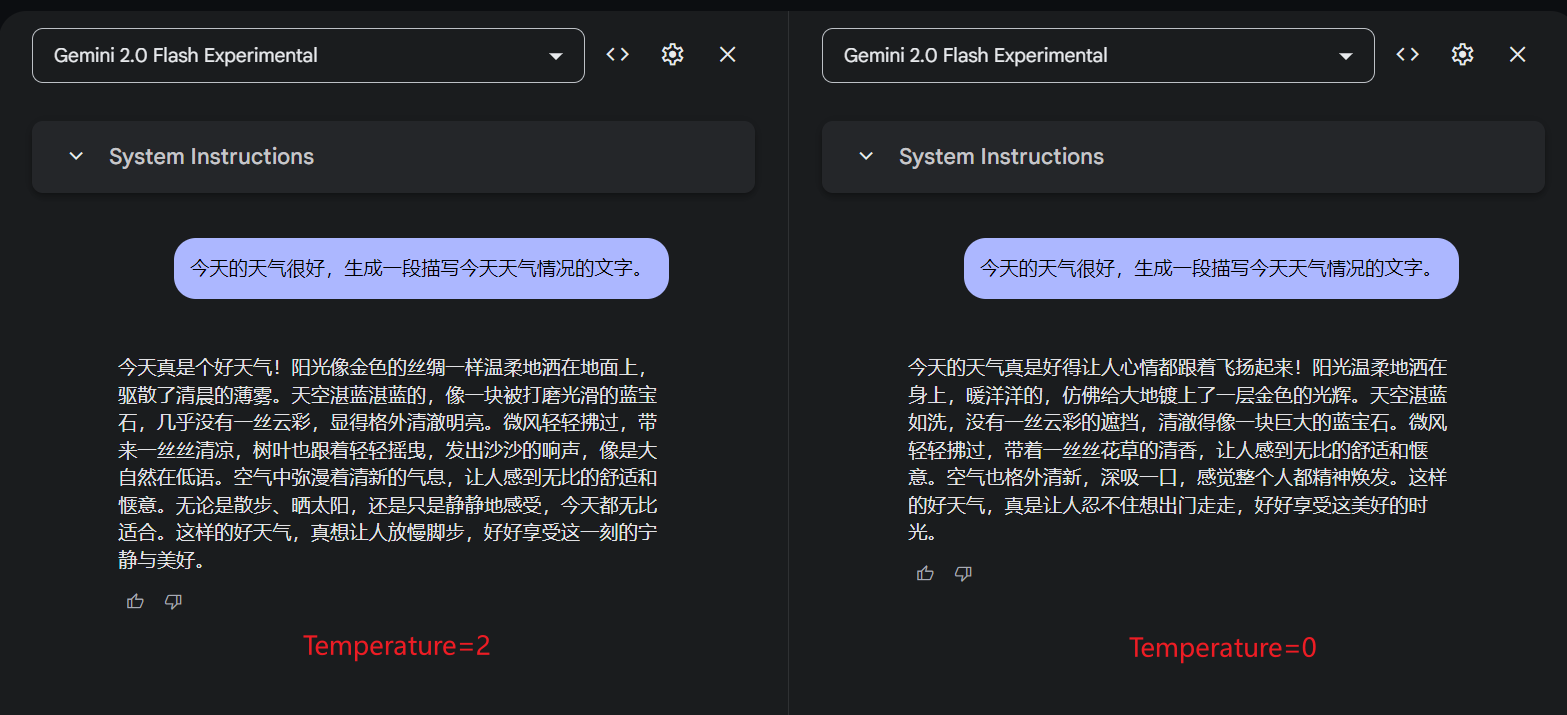 Gemini 2.0 Flash Experimental
System Instructions
今天的天气很好，生成一段描写今天天气情况的文字。
今天真是个好天气！阳光像金色的丝绸一样温柔地洒在地面上，
驱散了清晨的薄雾。天空湛蓝湛蓝的，像一块被打磨光滑的蓝宝
石，几乎没有一丝云彩，显得格外清澈明亮。微风轻轻拂过，带
来一丝丝清凉，树叶也跟着轻轻摇曳，发出沙沙的响声，像是大
自然在低语。空气中弥漫着清新的气息，让人感到无比的舒适和
惬意。无论是散步、晒太阳，还是只是静静地感受，今天都无比
适合。这样的好天气，真想让人放慢脚步，好好享受这一刻的宁
静与美好。
Temperature=2
Gemini 2.0 Flash Experimental
System Instructions
今天的天气很好，生成一段描写今天天气情况的文字。
今天的天气真是好得让人心情都跟着飞扬起来！阳光温柔地洒在
身上，暖洋洋的，仿佛给大地镀上了一层金色的光辉。天空湛蓝
如洗，没有一丝云彩的遮挡，清澈得像一块巨大的蓝宝石。微风
轻轻拂过，带着一丝丝花草的清香，让人感到无比的舒适和惬
意。空气也格外清新，深吸一口，感觉整个人都精神焕发。这样
的好天气，真是让人忍不住想出门走走，好好享受这美好的时
光。
Temperature=0